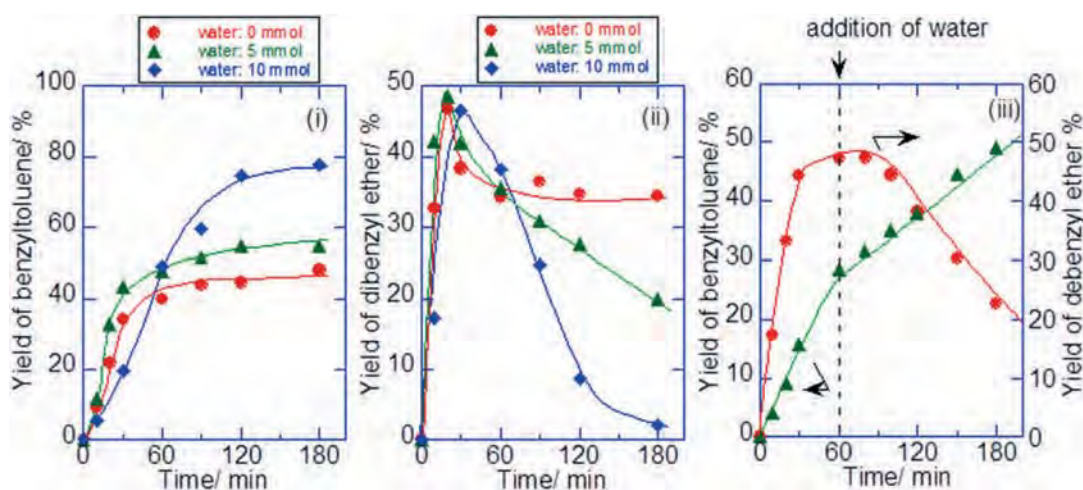 water: 0 mmol
water: 5 mmol
water: 10 mmol
100
80
60
40
20
0
Yield of benzyltoluene/ %
(i)
0 60 120 180
Time/ min
water: 0 mmol
water: 5 mmol
water: 10 mmol
50
40
30
20
10
0
Yield of dibenzyl ether/ %
(ii)
0 60 120 180
Time/ min
addition of water
60
50
40
30
20
10
0
Yield of benzyltoluene/ %
(iii)
60
50
40
30
20
10
0
Yield of debenzyl ether/ %
0 60 120 180
Time/ min